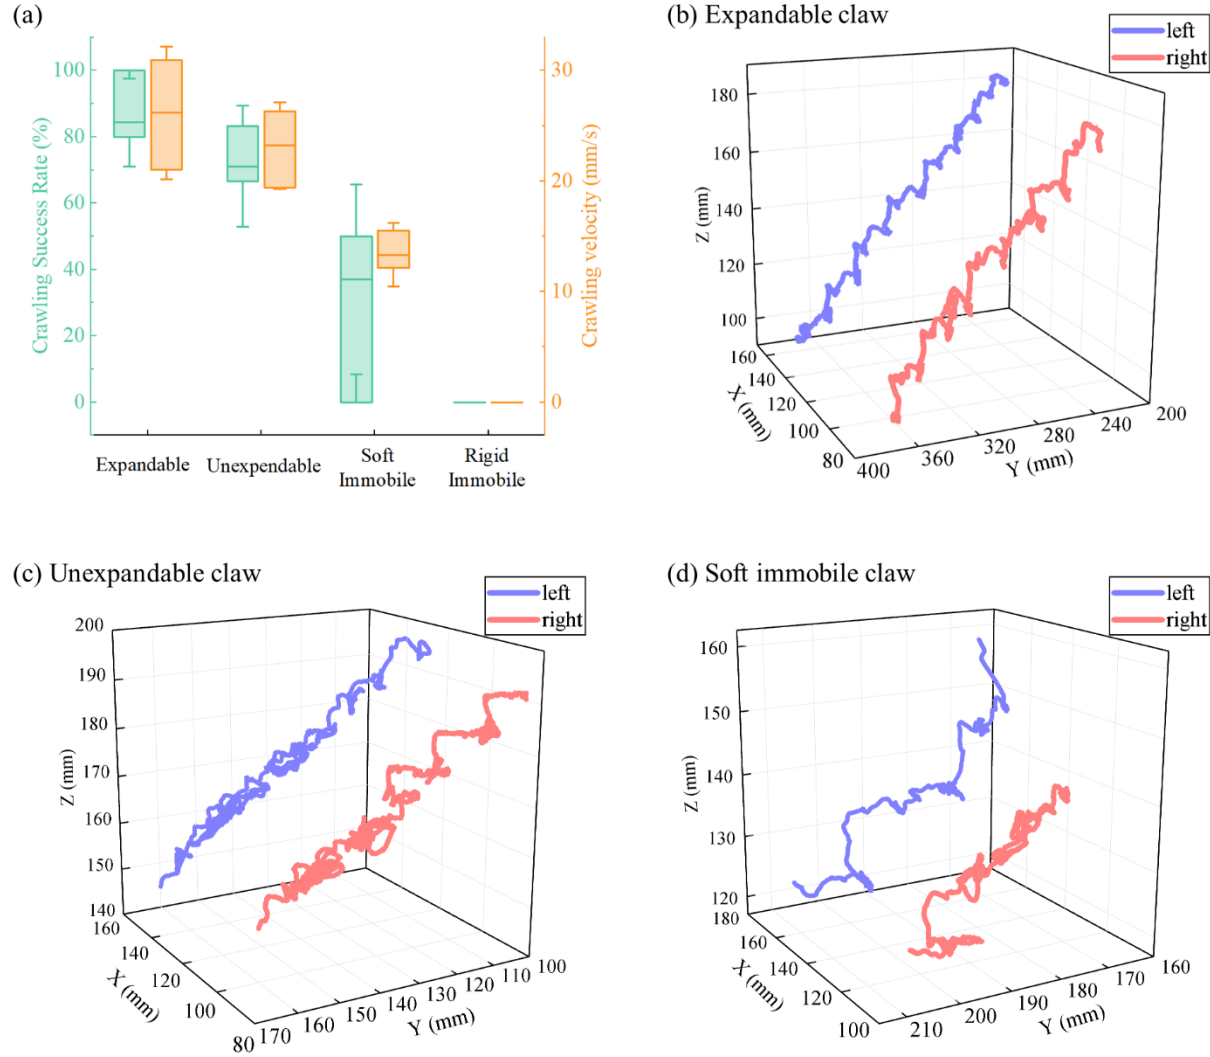 (a)
Crawling Success Rate (%)
100
80
60
40
20
0
30
20
10
0
Crawling velocity (mm/s)
Expandable
Unexpendable
Soft
Immobile
Rigid
Immobile
(b) Expandable claw
left
right
Z (mm)
180
160
140
120
100
X (mm)
160
140
120
100
80
Y (mm)
400
360
320
280
240
200
(c) Unexpandable claw
left
right
Z (mm)
200
190
180
170
160
150
140
X (mm)
160
140
120
100
80
Y (mm)
170
160
150
140
130
120
110
100
(d) Soft immobile claw
left
right
Z (mm)
160
150
140
130
120
X (mm)
180
160
140
120
100
Y (mm)
210
200
190
180
170
160